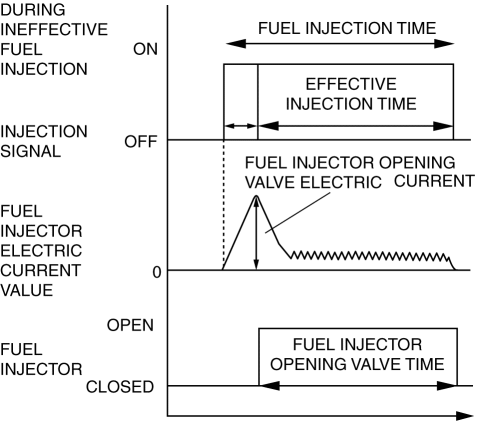 DURING
INEFFECTIVE
FUEL
INJECTION
FUEL INJECTION TIME
ON
EFFECTIVE
INJECTION TIME
INJECTION
SIGNAL
OFF
FUEL INJECTOR OPENING
VALVE ELECTRIC CURRENT
FUEL
INJECTOR
ELECTRIC
CURRENT
VALUE
0
OPEN
FUEL
INJECTOR
FUEL INJECTOR
OPENING VALVE TIME
CLOSED